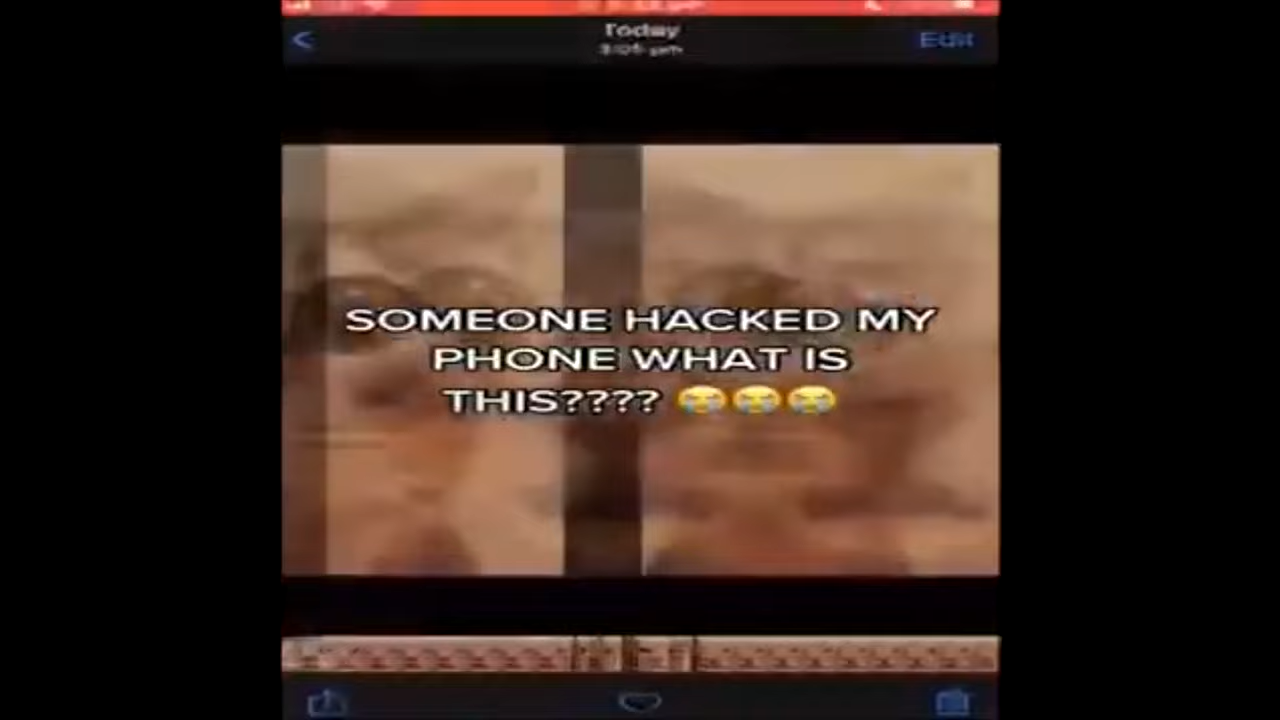 Today
Edit
SOMEONE HACKED MY
PHONE WHAT IS
THIS???? 😭😭😭